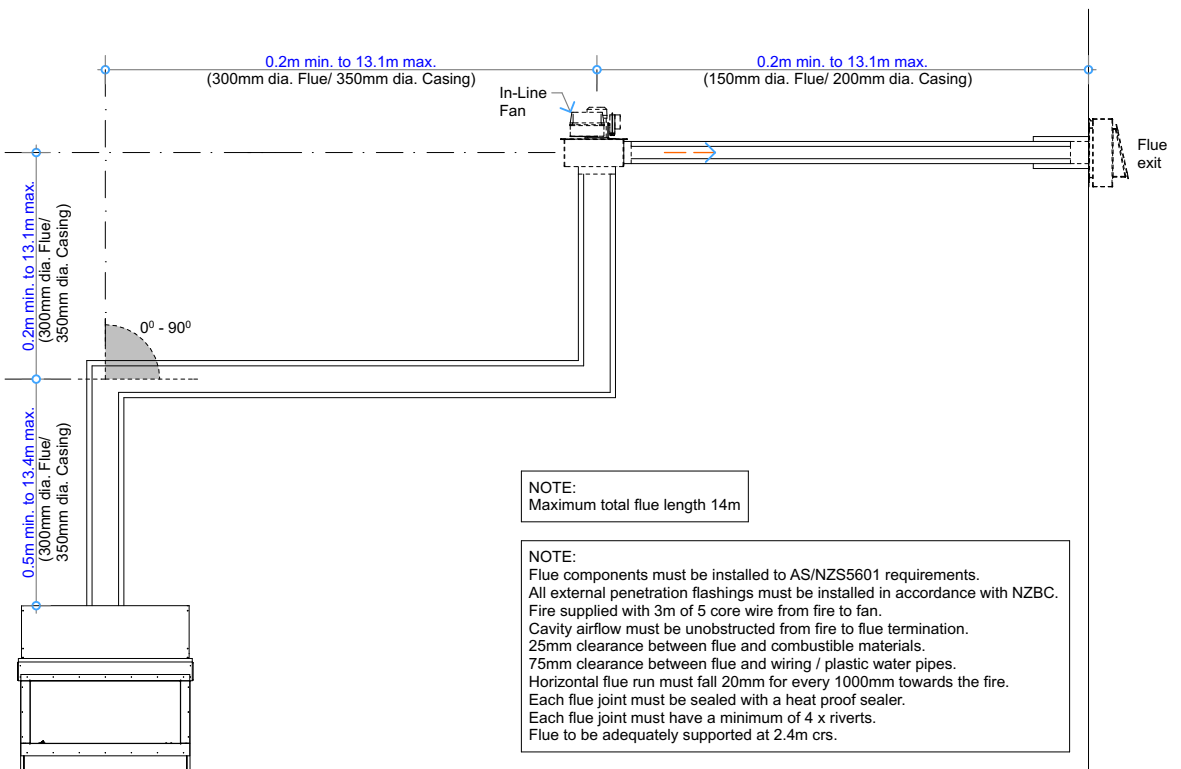 0.2m min. to 13.1m max.
(300mm dia. Flue/ 350mm dia. Casing)
0.2m min. to 13.1m max.
(150mm dia. Flue/ 200mm dia. Casing)
In-Line
Fan
Flue
exit
0.2m min. to 13.1m max.
(300mm dia. Flue/
350mm dia. Casing)
0⁰ - 90⁰
0.5m min. to 13.4m max.
(300mm dia. Flue/
350mm dia. Casing)
NOTE:
Maximum total flue length 14m
NOTE:
Flue components must be installed to AS/NZS5601 requirements.
All external penetration flashings must be installed in accordance with NZBC.
Fire supplied with 3m of 5 core wire from fire to fan.
Cavity airflow must be unobstructed from fire to flue termination.
25mm clearance between flue and combustible materials.
75mm clearance between flue and wiring / plastic water pipes.
Horizontal flue run must fall 20mm for every 1000mm towards the fire.
Each flue joint must be sealed with a heat proof sealer.
Each flue joint must have a minimum of 4 x riverts.
Flue to be adequately supported at 2.4m crs.